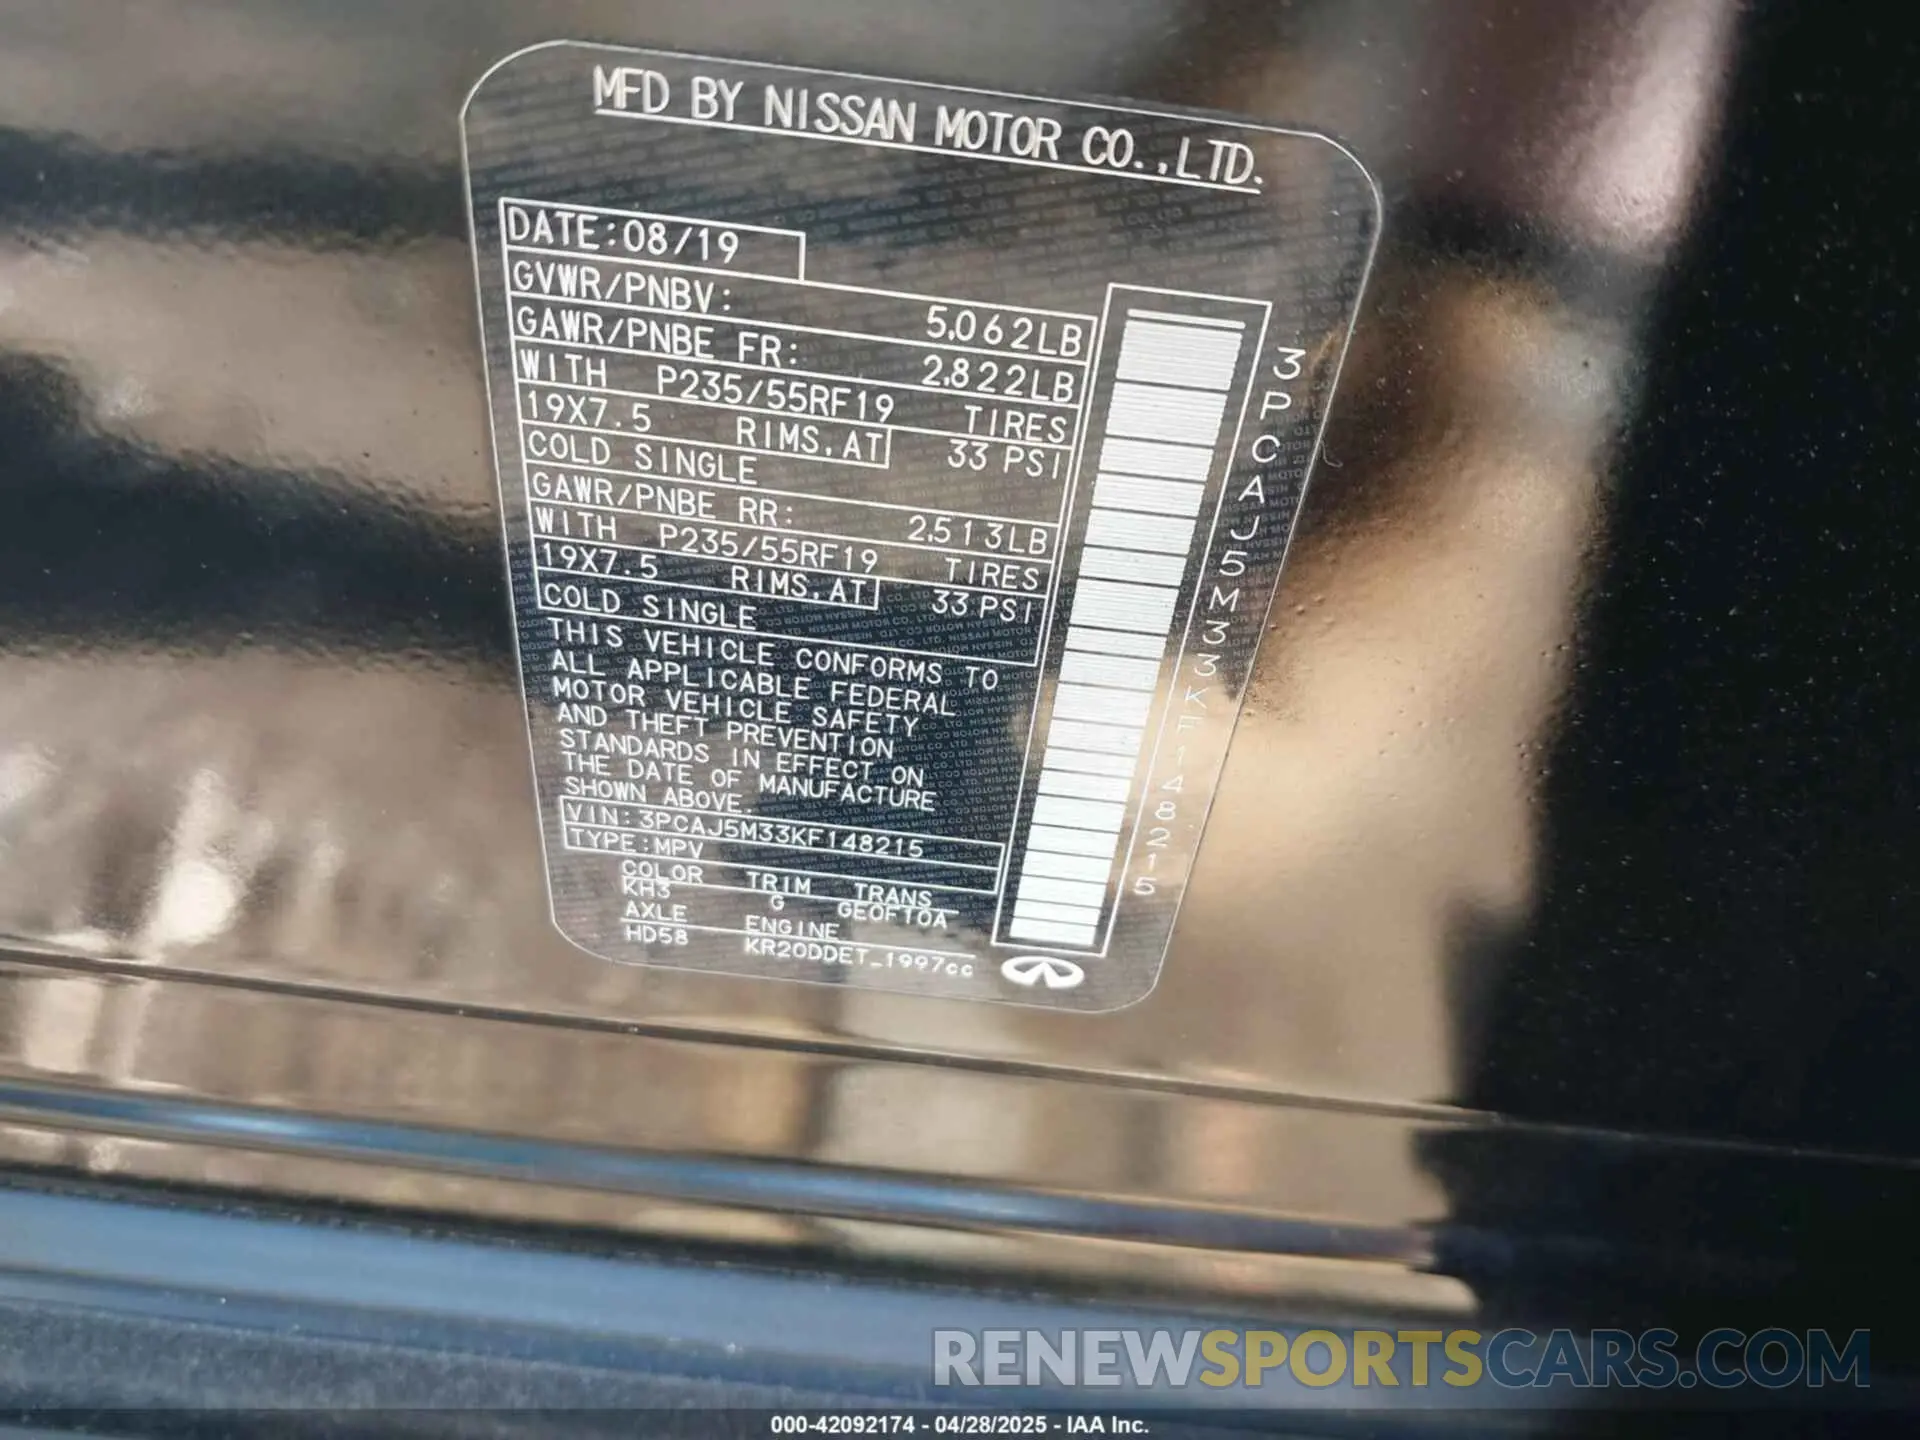 MFD BY NISSAN MOTOR CO.,LTD.
DATE:08/19
GVWR/PNBV: 5,062LB
GAWR/PNBE FR: 2,822LB
WITH P235/55RF19 TIRES
19X7.5 RIMS,AT 33 PSI
COLD SINGLE
GAWR/PNBE RR: 2,513LB
WITH P235/55RF19 TIRES
19X7.5 RIMS,AT 33 PSI
COLD SINGLE
THIS VEHICLE CONFORMS TO
ALL APPLICABLE FEDERAL
MOTOR VEHICLE SAFETY
AND THEFT PREVENTION
STANDARDS IN EFFECT ON
THE DATE OF MANUFACTURE
SHOWN ABOVE.
VIN:3PCAJ5M33KF148215
TYPE:MPV
COLOR TRIM TRANS
KH3 G GE0F10A
AXLE ENGINE
HD58 KR20DDET_1997cc
3PCAJ5M33KF148215
RENEWSPORTSCARS.COM
000-42092174 - 04/28/2025 - IAA Inc.